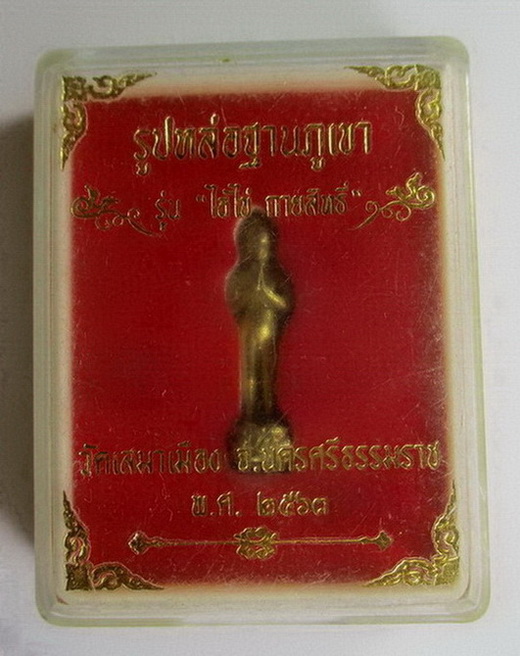 รูปหล่อฐานภูเขา
รุ่น "ไอ้ไข่ กายสิทธิ์"
วัดเสมาเมือง จ.นครศรีธรรมราช
พ.ศ. ๒๕๖๓